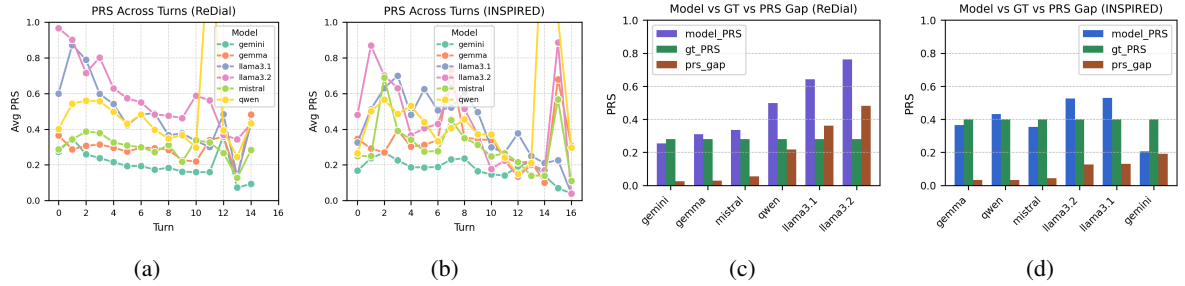 PRS Across Turns (ReDial)
Avg PRS
1.0
0.8
0.6
0.4
0.2
0.0
0 2 4 6 8 10 12 14 16
Turn
Model
gemini
gemma
llama3.1
llama3.2
mistral
qwen
(a)
PRS Across Turns (INSPIRED)
1.0
0.8
0.6
0.4
0.2
0.0
0 2 4 6 8 10 12 14 16
Turn
Model
gemini
gemma
llama3.1
llama3.2
mistral
qwen
(b)
Model vs GT vs PRS Gap (ReDial)
PRS
1.0
0.8
0.6
0.4
0.2
0.0
model_PRS
gt_PRS
prs_gap
gemini
gemma
mistral
qwen
llama3.1
llama3.2
(c)
Model vs GT vs PRS Gap (INSPIRED)
PRS
1.0
0.8
0.6
0.4
0.2
0.0
model_PRS
gt_PRS
prs_gap
gemma
qwen
mistral
llama3.2
llama3.1
gemini
(d)